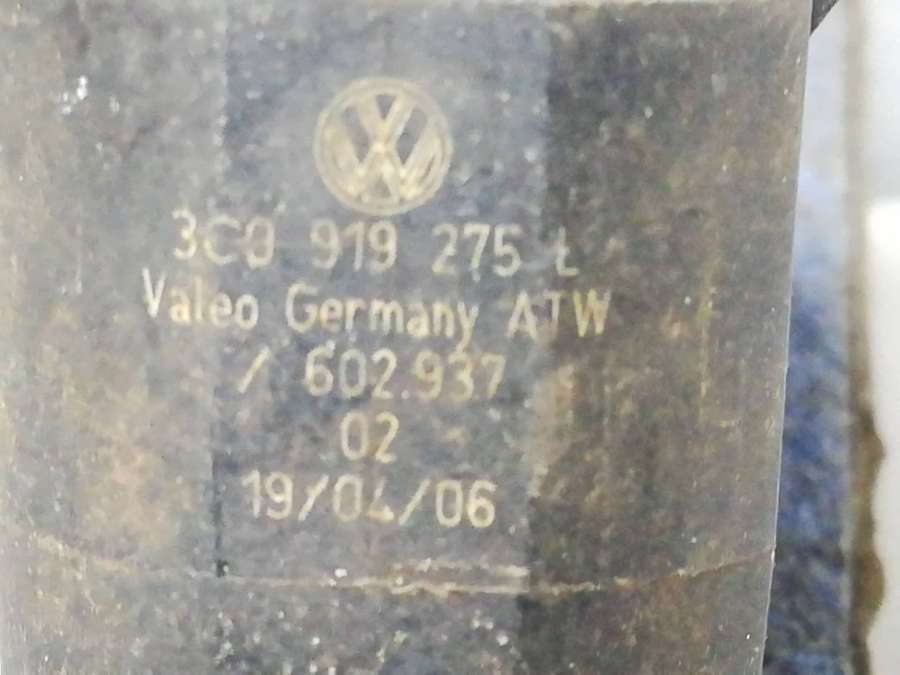 3C0 919 275 L
Valeo Germany ATW
/ 602.937
02
19/04/06